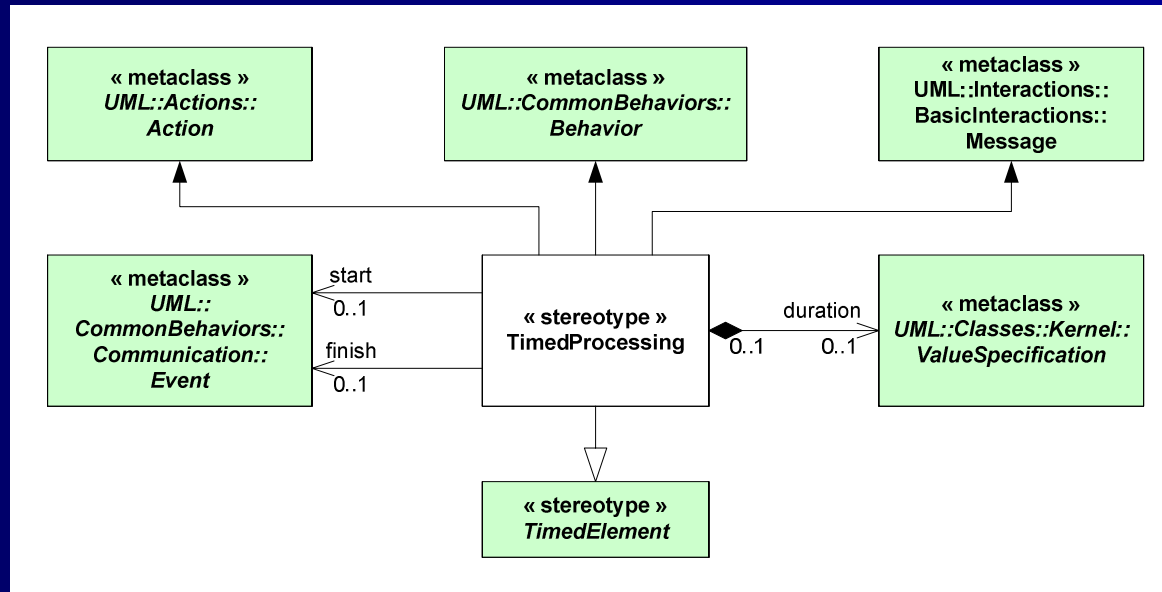 « metaclass »
UML::Actions::
Action
« metaclass »
UML::CommonBehaviors::
Behavior
« metaclass »
UML::Interactions::
BasicInteractions::
Message
« metaclass »
UML::
CommonBehaviors::
Communication::
Event
start
0..1
finish
0..1
« stereotype »
TimedProcessing
duration
0..1
0..1
« metaclass »
UML::Classes::Kernel::
ValueSpecification
« stereotype »
TimedElement